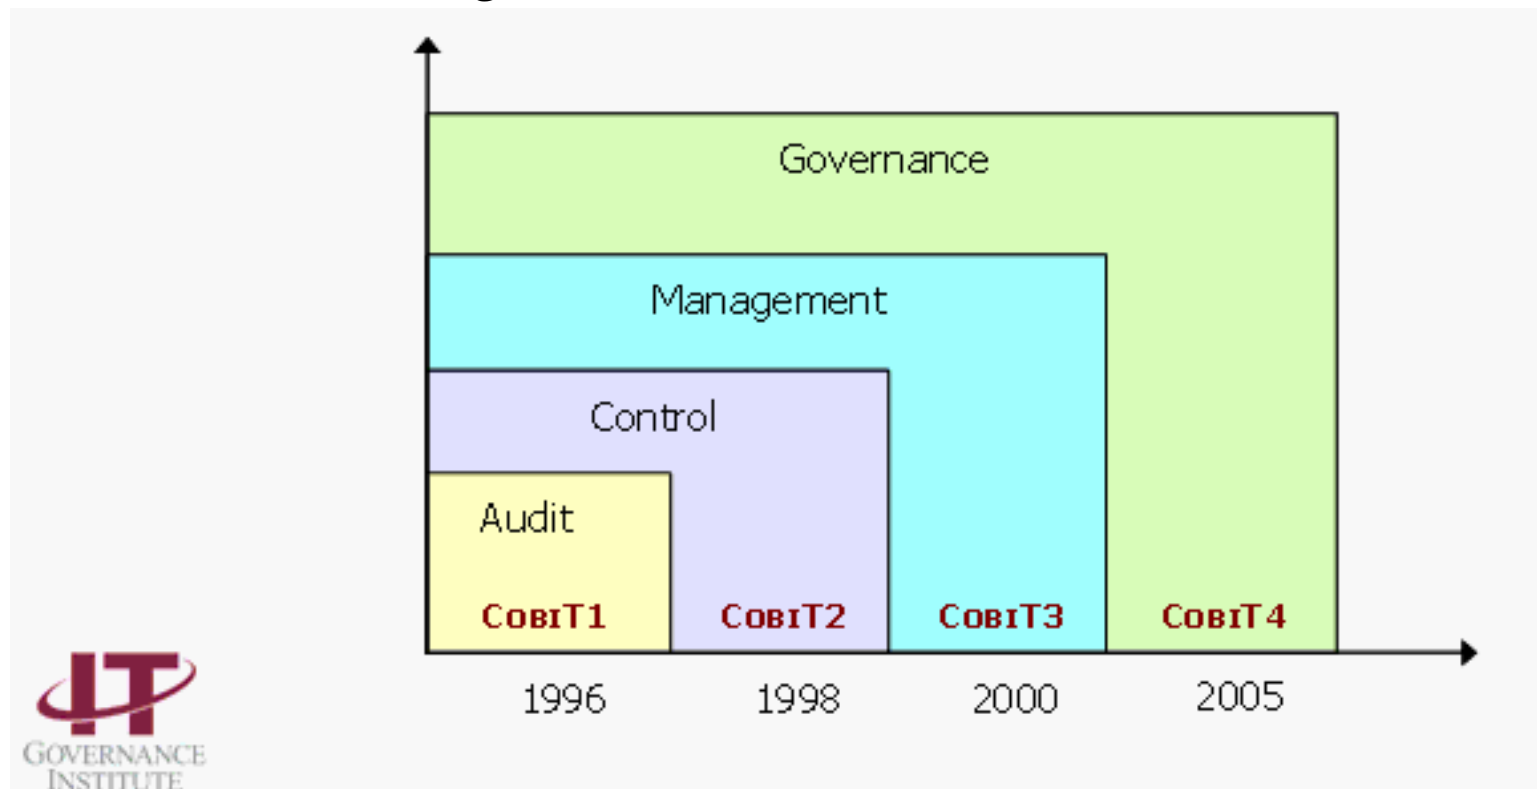 Governance
Management
Control
Audit
COBIT1 COBIT2 COBIT3 COBIT4
1996 1998 2000 2005
IT
GOVERNANCE
INSTITUTE